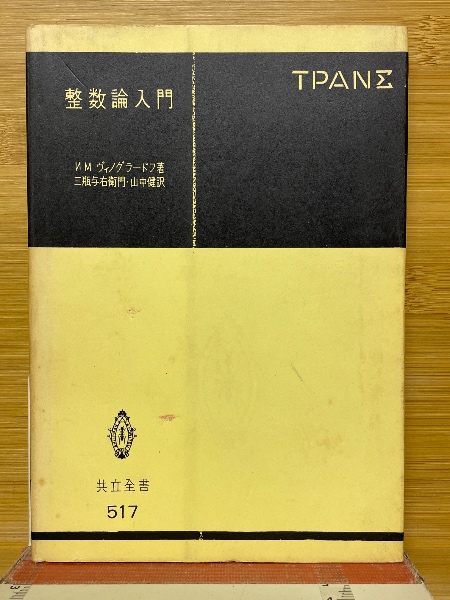 TPANΣ
整数論入門
И.М.ヴィノグラードフ著
三瓶与右衛門・山中健訳
共立全書
517